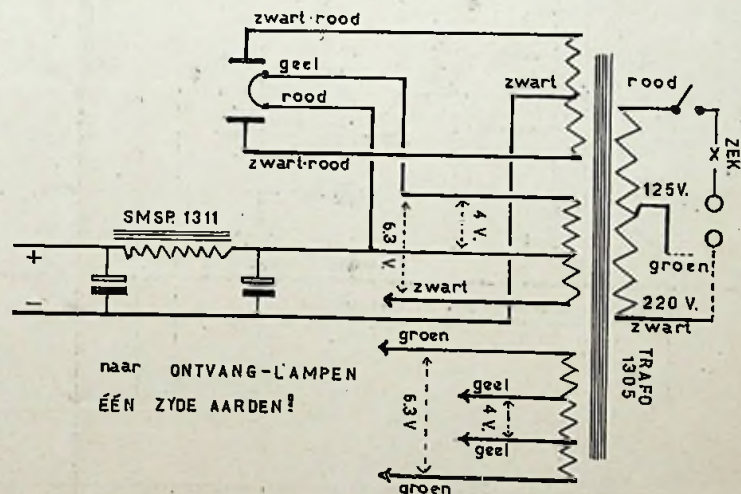 zwart-rood
geel
rood
zwart
rood
zwart-rood
ZEK.
125V.
groen
220 V.
zwart
TRAFO
1305
SMSP. 1311
+
−
6.3 V.
4 V.
zwart
groen
geel
6.3 V.
4 V.
geel
groen
naar ONTVANG-LAMPEN
ÉÉN ZYDE AARDEN!